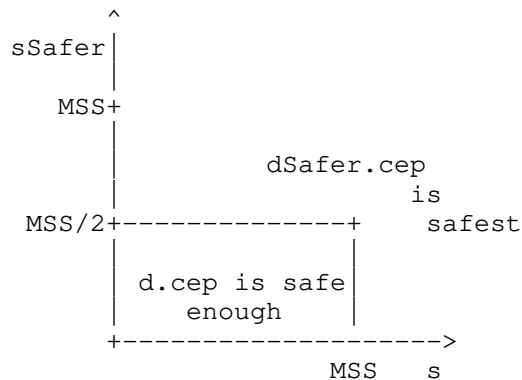 sSafer
MSS
dSafer.cep
is
MSS/2 safest
d.cep is safe
enough
MSS s